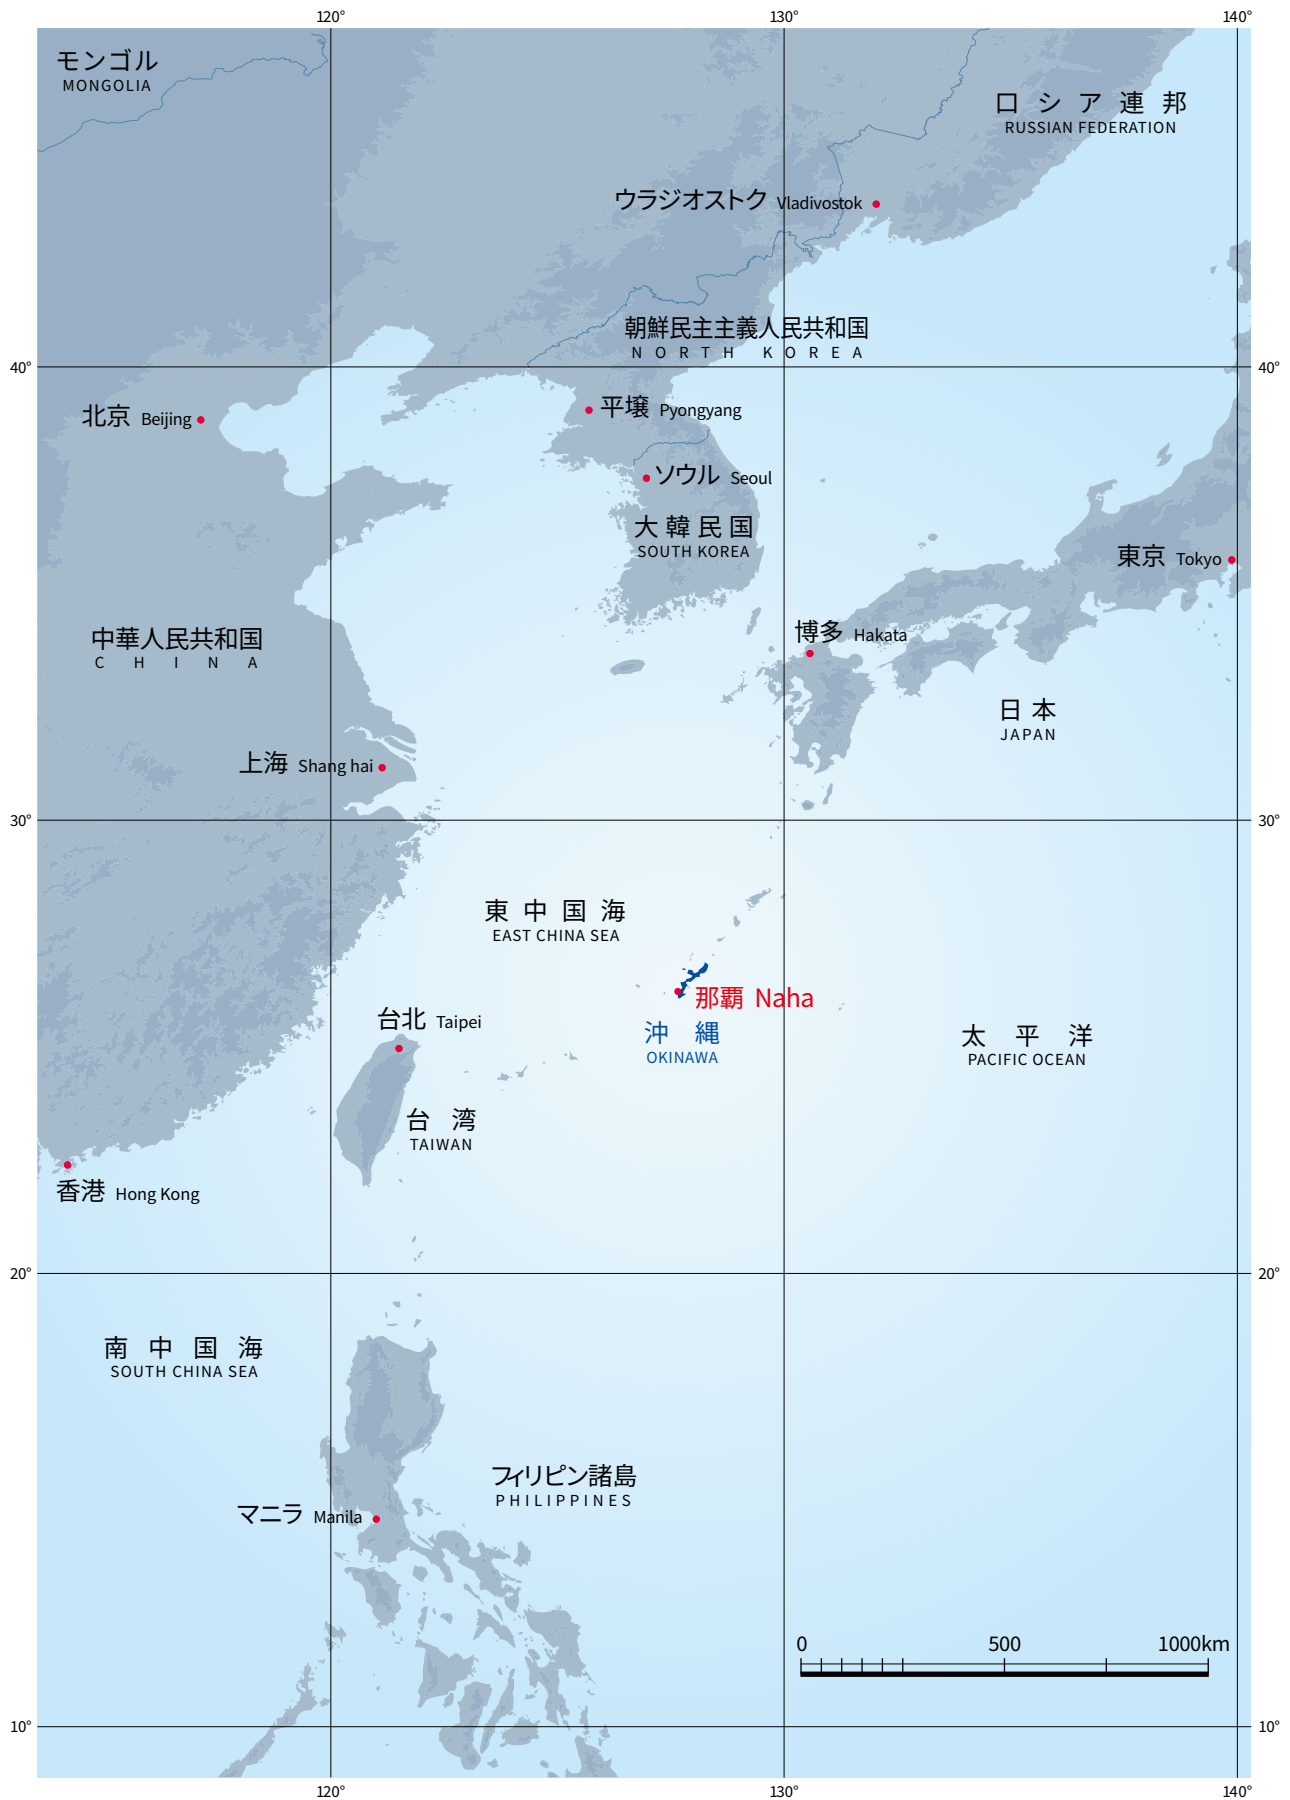 120°
130°
140°
モンゴル
MONGOLIA
ロシア連邦
RUSSIAN FEDERATION
ウラジオストク Vladivostok
朝鮮民主主義人民共和国
NORTH KOREA
40°
40°
北京 Beijing
平壌 Pyongyang
ソウル Seoul
大韓民国
SOUTH KOREA
東京 Tokyo
中華人民共和国
CHINA
博多 Hakata
日本
JAPAN
上海 Shang hai
30°
30°
東中国海
EAST CHINA SEA
那覇 Naha
沖縄
OKINAWA
台北 Taipei
太平洋
PACIFIC OCEAN
台湾
TAIWAN
香港 Hong Kong
20°
20°
南中国海
SOUTH CHINA SEA
フィリピン諸島
PHILIPPINES
マニラ Manila
0 500 1000km
10°
10°
120°
130°
140°